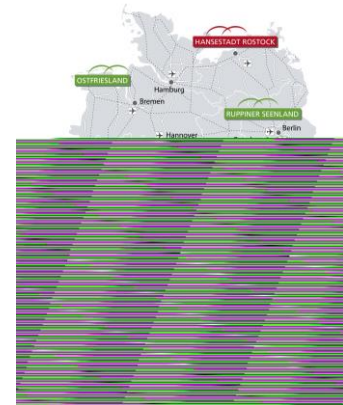 HANSESTADT ROSTOCK
OSTFRIESLAND
Hamburg
Bremen
RUPPINER SEENLAND
Berlin
Hannover